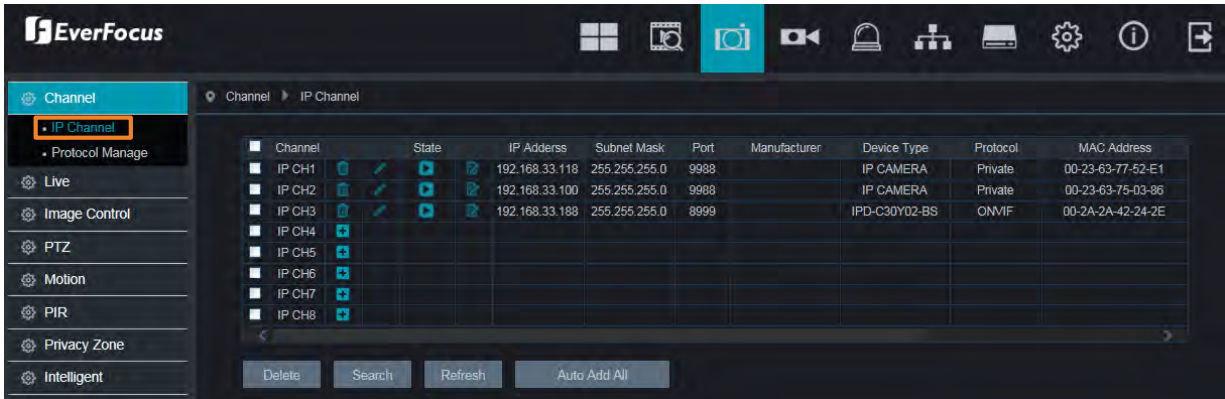 EverFocus
Channel
Channel IP Channel
IP Channel
Protocol Manage
Live
Image Control
PTZ
Motion
PIR
Privacy Zone
Intelligent
Channel State IP Adderss Subnet Mask Port Manufacturer Device Type Protocol MAC Address
IP CH1 192.168.33.118 255.255.255.0 9988 IP CAMERA Private 00-23-63-77-52-E1
IP CH2 192.168.33.100 255.255.255.0 9988 IP CAMERA Private 00-23-63-75-03-86
IP CH3 192.168.33.188 255.255.255.0 8999 IPD-C30Y02-BS ONVIF 00-2A-2A-42-24-2E
IP CH4
IP CH5
IP CH6
IP CH7
IP CH8
Delete Search Refresh Auto Add All